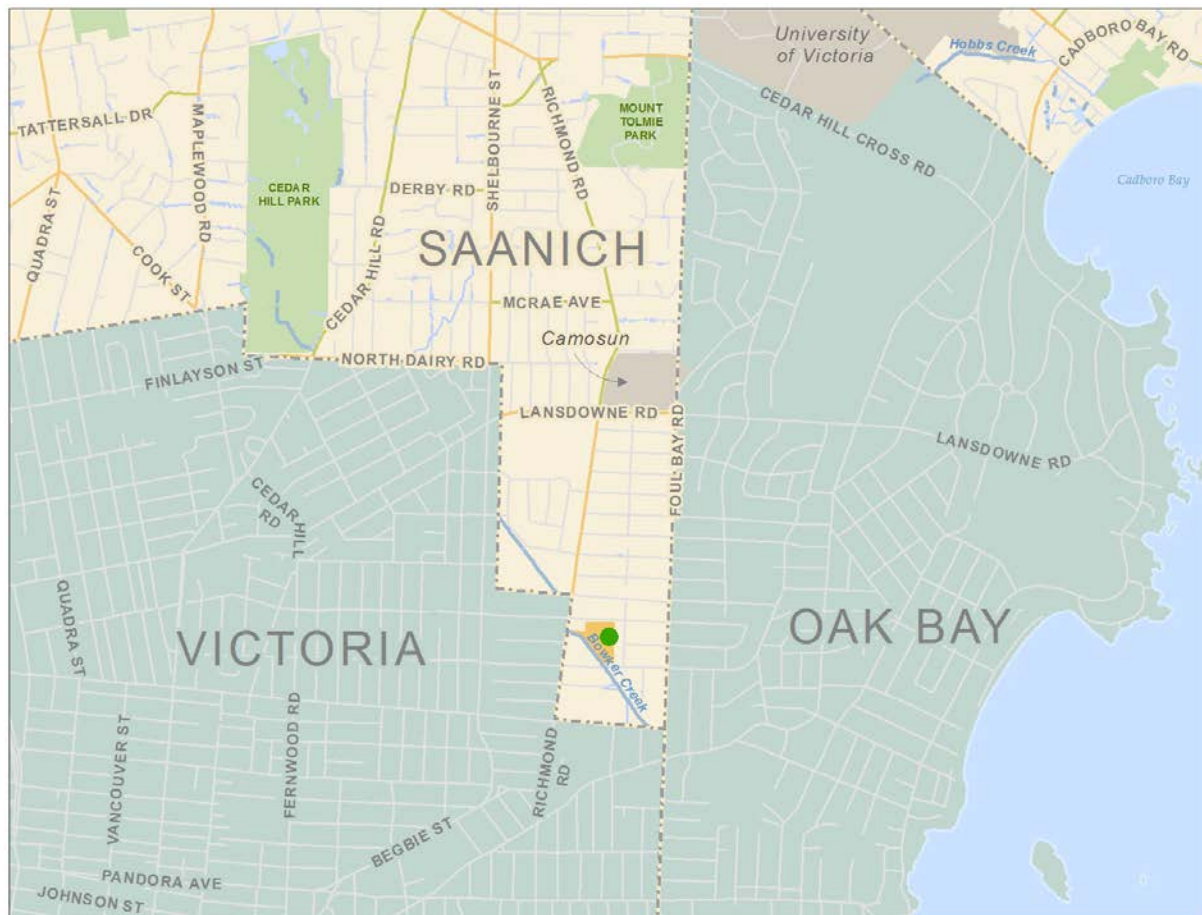 University
of Victoria
Hobbs Creek
CADBORO BAY RD
TATTERSALL DR
MAPLEWOOD RD
SHELBOURNE ST
RICHMOND RD
MOUNT
TOLMIE
PARK
CEDAR HILL CROSS RD
Cadboro Bay
QUADRA ST
CEDAR
HILL PARK
DERBY RD
COOK ST
CEDAR HILL RD
SAANICH
MCRAE AVE
Camosun
FINLAYSON ST
NORTH DAIRY RD
LANSDOWNE RD
FOUL BAY RD
LANSDOWNE RD
CEDAR HILL
RD
QUADRA ST
VICTORIA
OAK BAY
Bowker Creek
VANCOUVER ST
FERNWOOD RD
RICHMOND
RD
BEGBIE ST
PANDORA AVE
JOHNSON ST